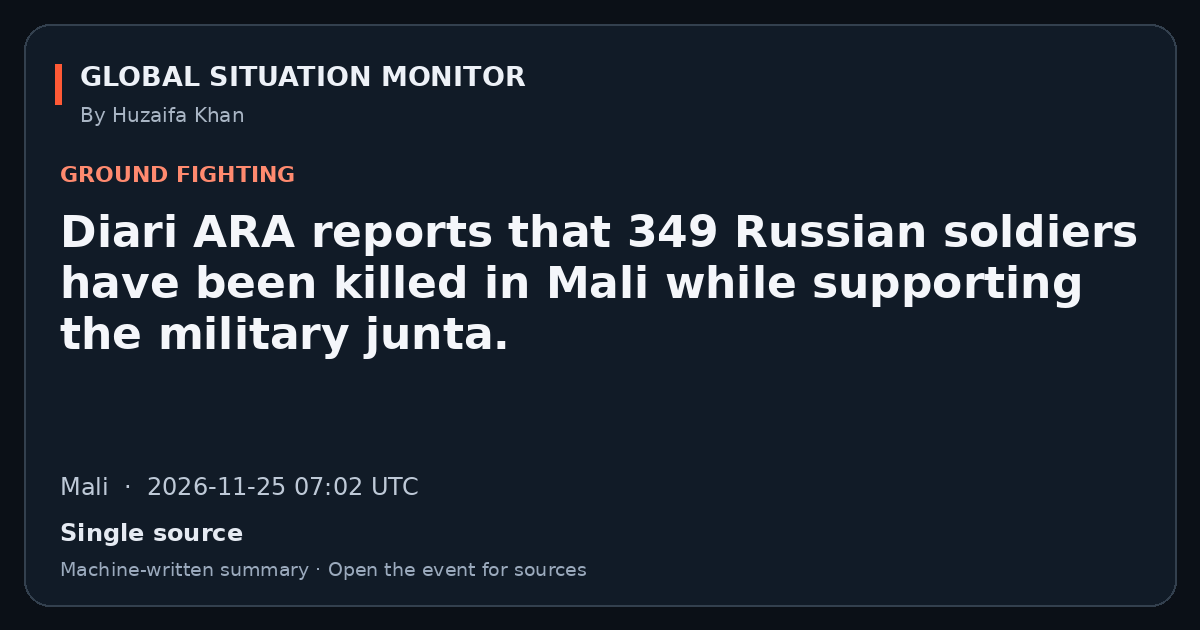 GLOBAL SITUATION MONITOR
By Huzaifa Khan
GROUND FIGHTING
Diari ARA reports that 349 Russian soldiers
have been killed in Mali while supporting
the military junta.
Mali · 2026-11-25 07:02 UTC
Single source
Machine-written summary · Open the event for sources